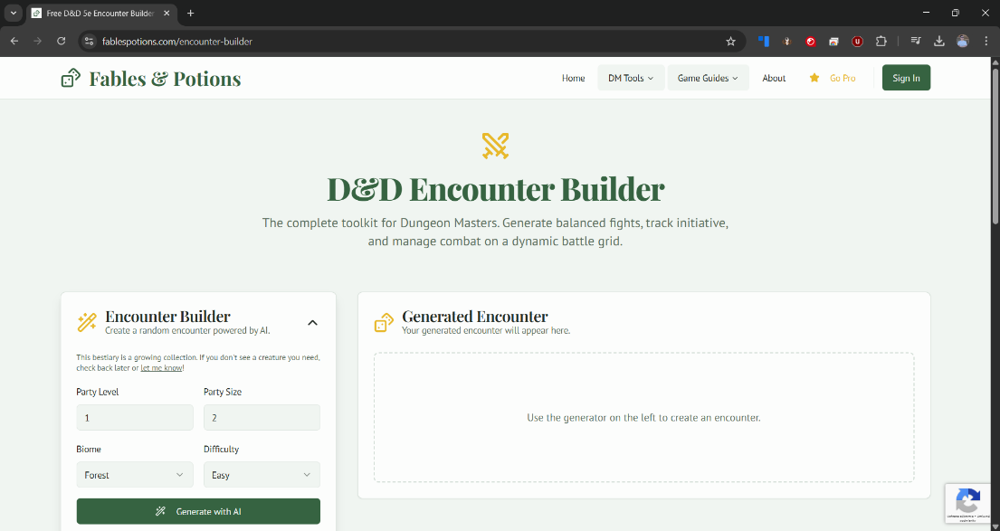 Free D&D 5e Encounter Builder
fablespotions.com/encounter-builder
Fables & Potions
Home
DM Tools
Game Guides
About
Go Pro
Sign In
D&D Encounter Builder
The complete toolkit for Dungeon Masters. Generate balanced fights, track initiative,
and manage combat on a dynamic battle grid.
Encounter Builder
Create a random encounter powered by AI.
This bestiary is a growing collection. If you don't see a creature you need,
check back later or let me know!
Party Level
Party Size
1
2
Biome
Difficulty
Forest
Easy
Generate with AI
Generated Encounter
Your generated encounter will appear here.
Use the generator on the left to create an encounter.